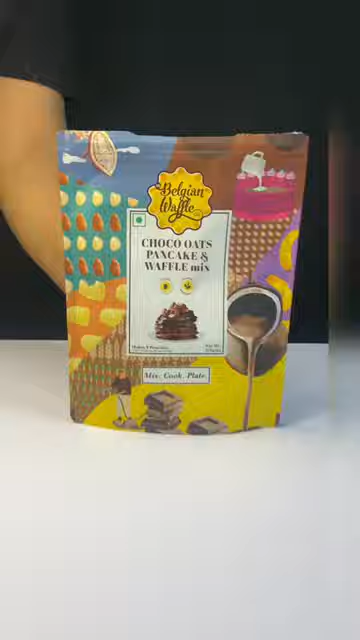 Belgian
Waffle
CHOCO OATS
PANCAKE &
WAFFLE mix
Mix. Cook. Plate.